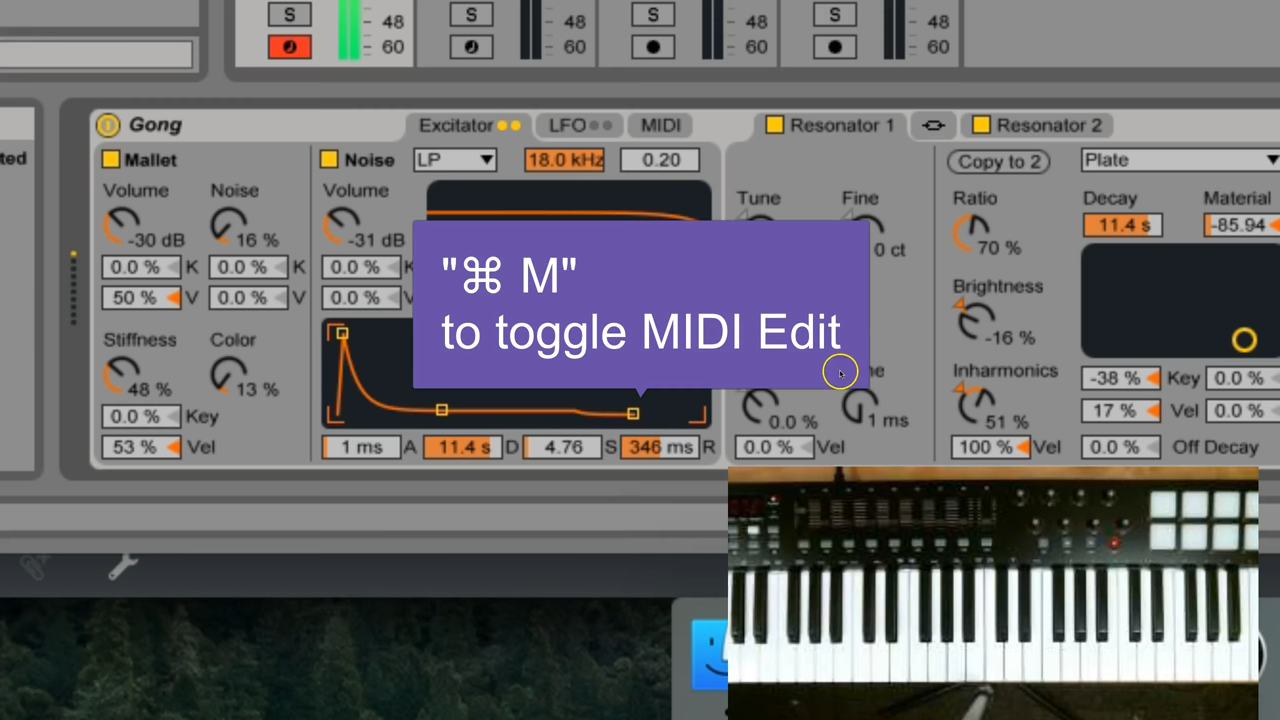 S
48
60
S
48
60
S
48
60
S
48
60
ted
Gong
Excitator
LFO
MIDI
Resonator 1
Resonator 2
Mallet
Noise
LP
18.0 kHz
0.20
Copy to 2
Plate
Volume
Noise
Volume
Tune
Fine
Ratio
Decay
Material
-30 dB
16 %
-31 dB
0 ct
70 %
11.4 s
-85.94
0.0 %
K
0.0 %
K
0.0 %
50 %
V
0.0 %
V
0.0 %
"⌘ M"
to toggle MIDI Edit
Brightness
-16 %
Stiffness
Color
48 %
13 %
Inharmonics
51 %
-38 %
Key
0.0 %
0.0 %
Key
0.0 %
1 ms
17 %
Vel
0.0 %
53 %
Vel
1 ms
A
11.4 s
D
4.76
S
346 ms
R
0.0 %
Vel
100 %
Vel
0.0 %
Off Decay